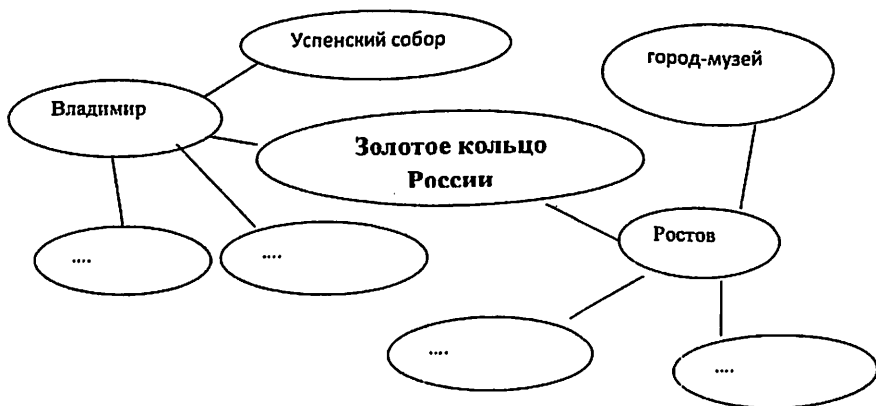 Успенский собор
город-музей
Владимир
Золотое кольцо
России
Ростов
....
....
....
....